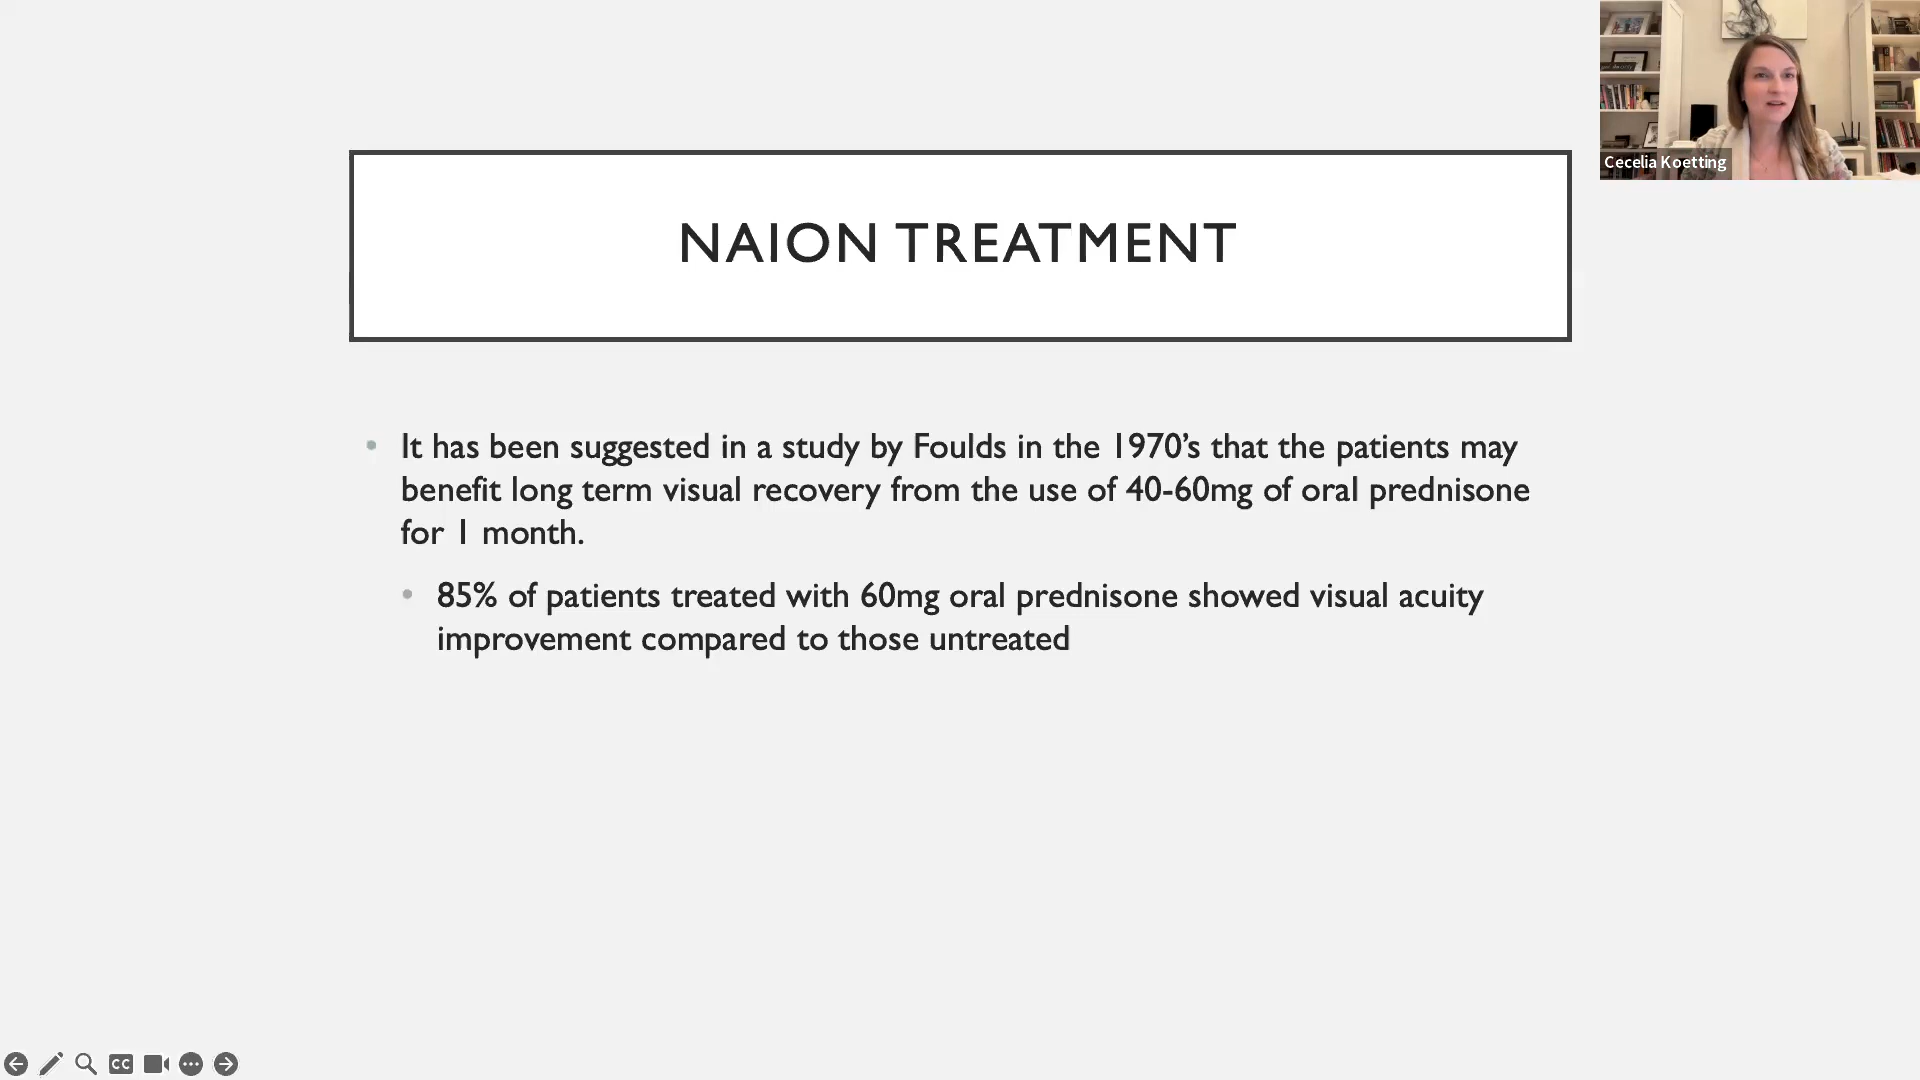 Cecelia Koetting
NAION TREATMENT
• It has been suggested in a study by Foulds in the 1970’s that the patients may
benefit long term visual recovery from the use of 40-60mg of oral prednisone
for 1 month.
• 85% of patients treated with 60mg oral prednisone showed visual acuity
improvement compared to those untreated
CC